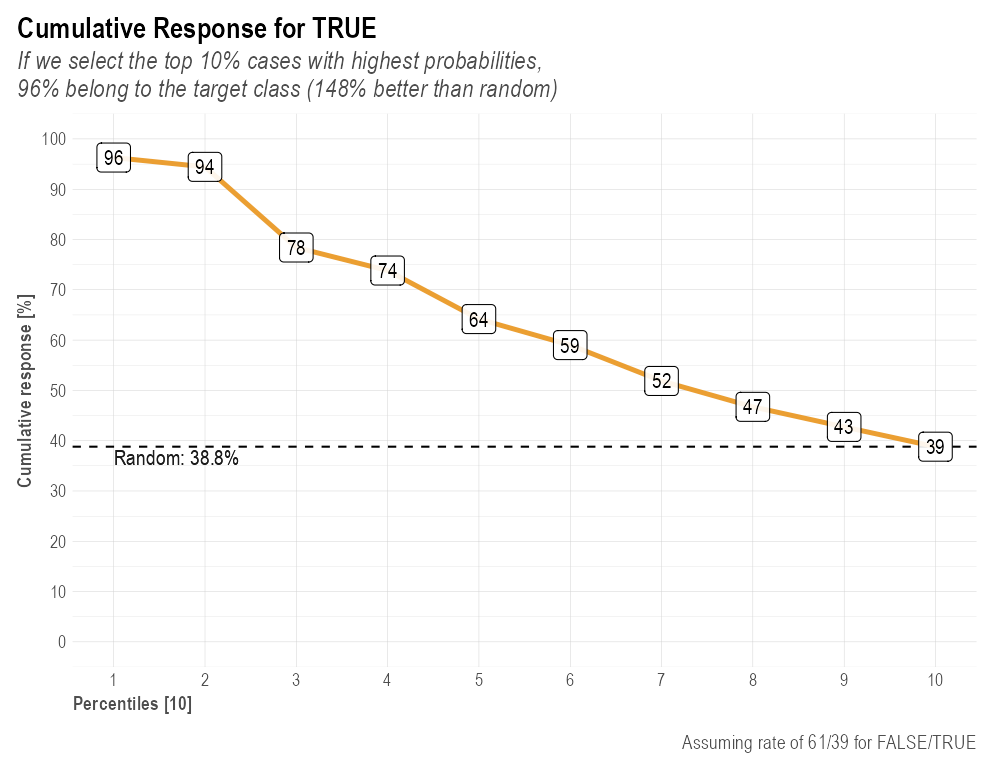 Cumulative Response for TRUE
If we select the top 10% cases with highest probabilities,
96% belong to the target class (148% better than random)
Cumulative response [%]
100
90
80
70
60
50
40
30
20
10
0
96
94
78
74
64
59
52
47
43
39
Random: 38.8%
1 2 3 4 5 6 7 8 9 10
Percentiles [10]
Assuming rate of 61/39 for FALSE/TRUE